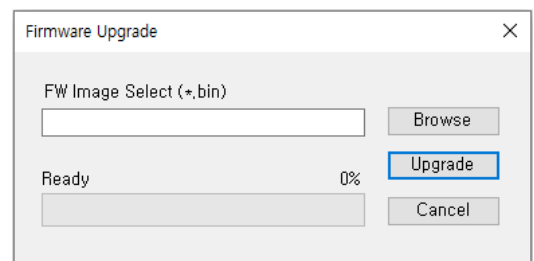 Firmware Upgrade
FW Image Select (*.bin)
Browse
Upgrade
Ready 0%
Cancel